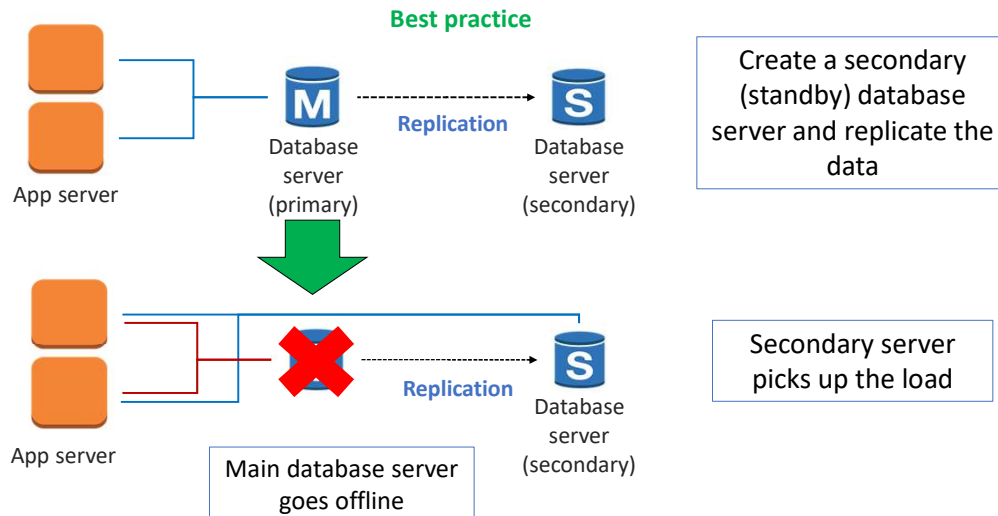 Best practice
M
S
Replication
Database
server
(primary)
Database
server
(secondary)
App server
Create a secondary
(standby) database
server and replicate the
data
S
Replication
Database
server
(secondary)
App server
Main database server
goes offline
Secondary server
picks up the load